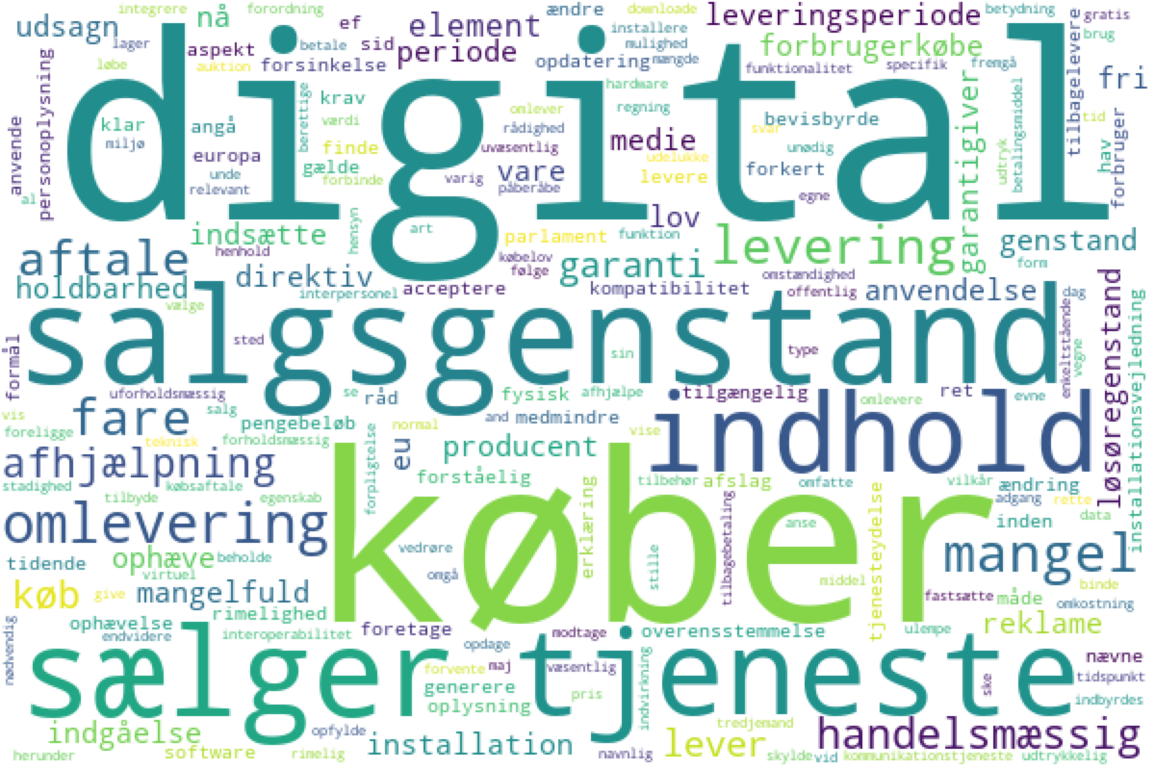 integrere
forordning
nå
ef
ændre
downloade
leveringsperiode
betydning
gratis
udsagn
lager
aspekt
betale
sid
element
periode
installere
mulighed
mængde
forbrugerkøbe
brug
løbe
auktion
forsinkelse
opdatering
funktionalitet
specifik
fremgå
fri
digital
personoplysning
anvende
al
klar
miljø
angå
europa
unde
relevant
berettige
krav
værdi
finde
gælde
forbinde
omlever
rådighed
uvæsentlig
varig
vare
påberåbe
hardware
regning
medie
udelukke
levere
bevisbyrde
svar
unødig
forkert
egne
garantigiver
udtryk
betalingsmiddel
tilbagelevere
tid
hav
forbruger
indsætte
henhold
hensyn
art
parlament
købelov
følge
funktion
lov
levering
genstand
form
aftale
holdbarhed
direktiv
interpersonel
acceptere
garanti
kompatibilitet
omstændighed
offentlig
anvendelse
dag
vælge
salgsgenstand
sted
sin
type
enkeltstående
vegne
løsøregenstand
installationsvejledning
formål
uforholdsmæssig
se
råd
fysisk
afhjælpe
tilgængelig
ret
omlevere
evne
vis
foreligge
fare
salg
pengebeløb
teknisk
forholdsmæssig
normal
and
medmindre
vise
indhold
afhjælpning
eu
producent
forståelig
stadighed
tilbyde
købsaftale
egenskab
forpligtelse
tilbehør
afslag
omfatte
vilkår
ændring
adgang
rette
data
inden
omlevering
køber
erklæring
tilbagebetaling
anse
tjenesteydelse
mangel
tidende
ophæve
beholde
virtuel
vedrøre
omgå
stille
middel
binde
køb
give
mangelfuld
rimelighed
fastsætte
måde
omkostning
nødvendig
ophævelse
endvidere
interoperabilitet
foretage
opdage
modtage
overensstemmelse
ulempe
reklame
sælger
tjeneste
forvente
maj
væsentlig
generere
oplysning
pris
indvirkning
ske
nævne
tidspunkt
indbyrdes
indgåelse
opfylde
installation
tredjemand
lever
handelsmæssig
herunder
software
rimelig
navnlig
skylde
vid
kommunikationstjeneste
udtrykkelig